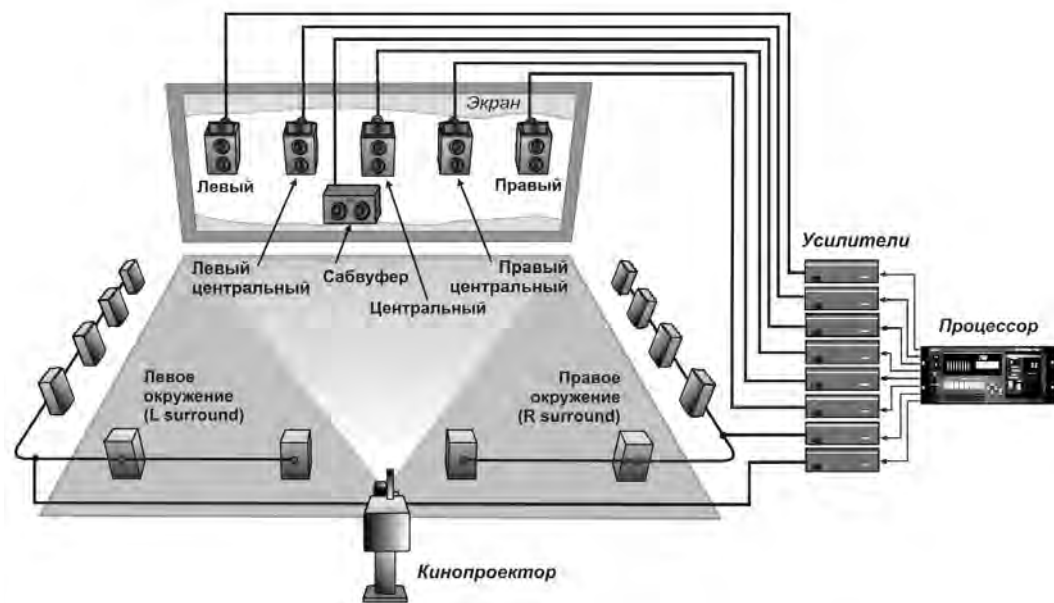 Экран
Левый
Правый
Левый
центральный
Сабвуфер
Центральный
Правый
центральный
Усилители
Процессор
Левое
окружение
(L surround)
Правое
окружение
(R surround)
Кинопроектор